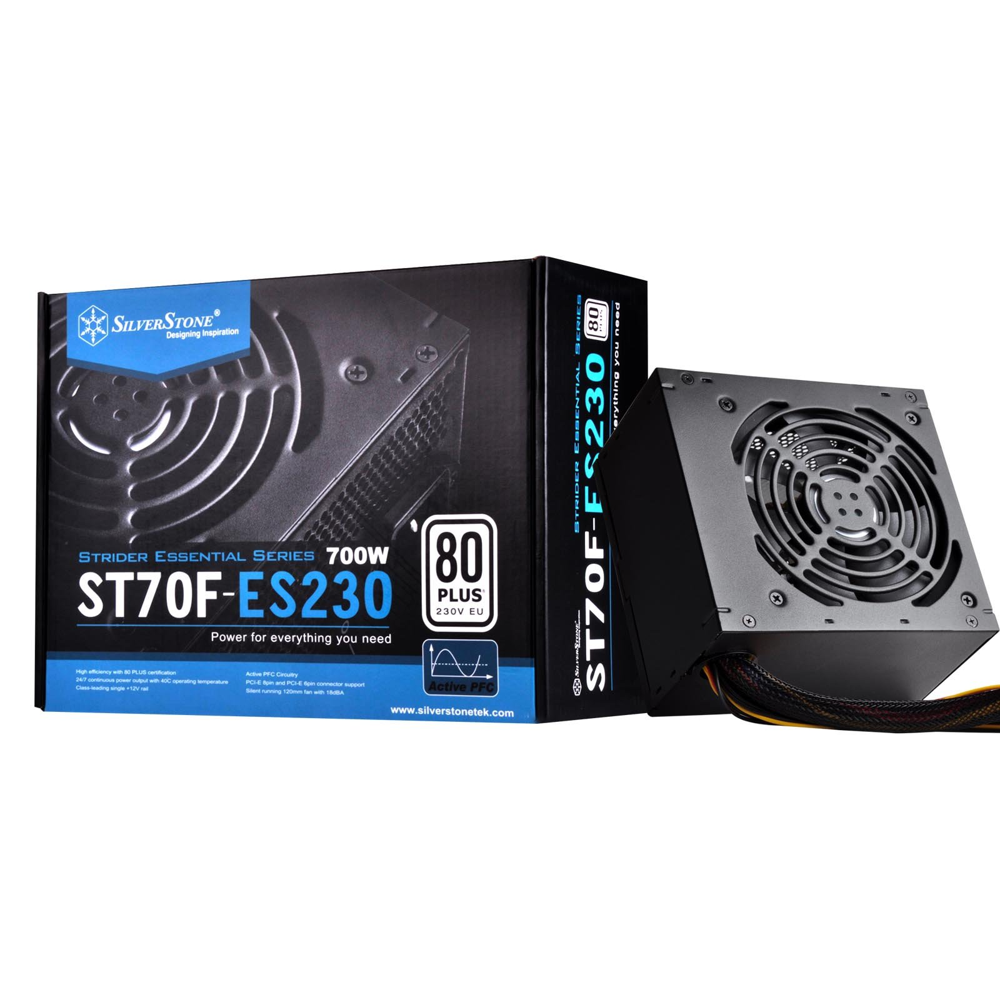 SILVERSTONE®
Designing Inspiration
STRIDER ESSENTIAL SERIES 700W
ST70F-ES230
Power for everything you need
80
PLUS®
230V EU
Active PFC
High efficiency with 80 PLUS certification
24/7 continuous power output with 40C operating temperature
Class-leading single +12V rail
Active PFC Circuitry
PCI-E 8pin and PCI-E 6pin connector support
Silent running 120mm fan with 18dBA
www.silverstonetek.com
STRIDER ESSENTIAL SERIES
80
PLUS
ST70F-ES230
everything you need
SILVERSTONE®
Designing Inspiration